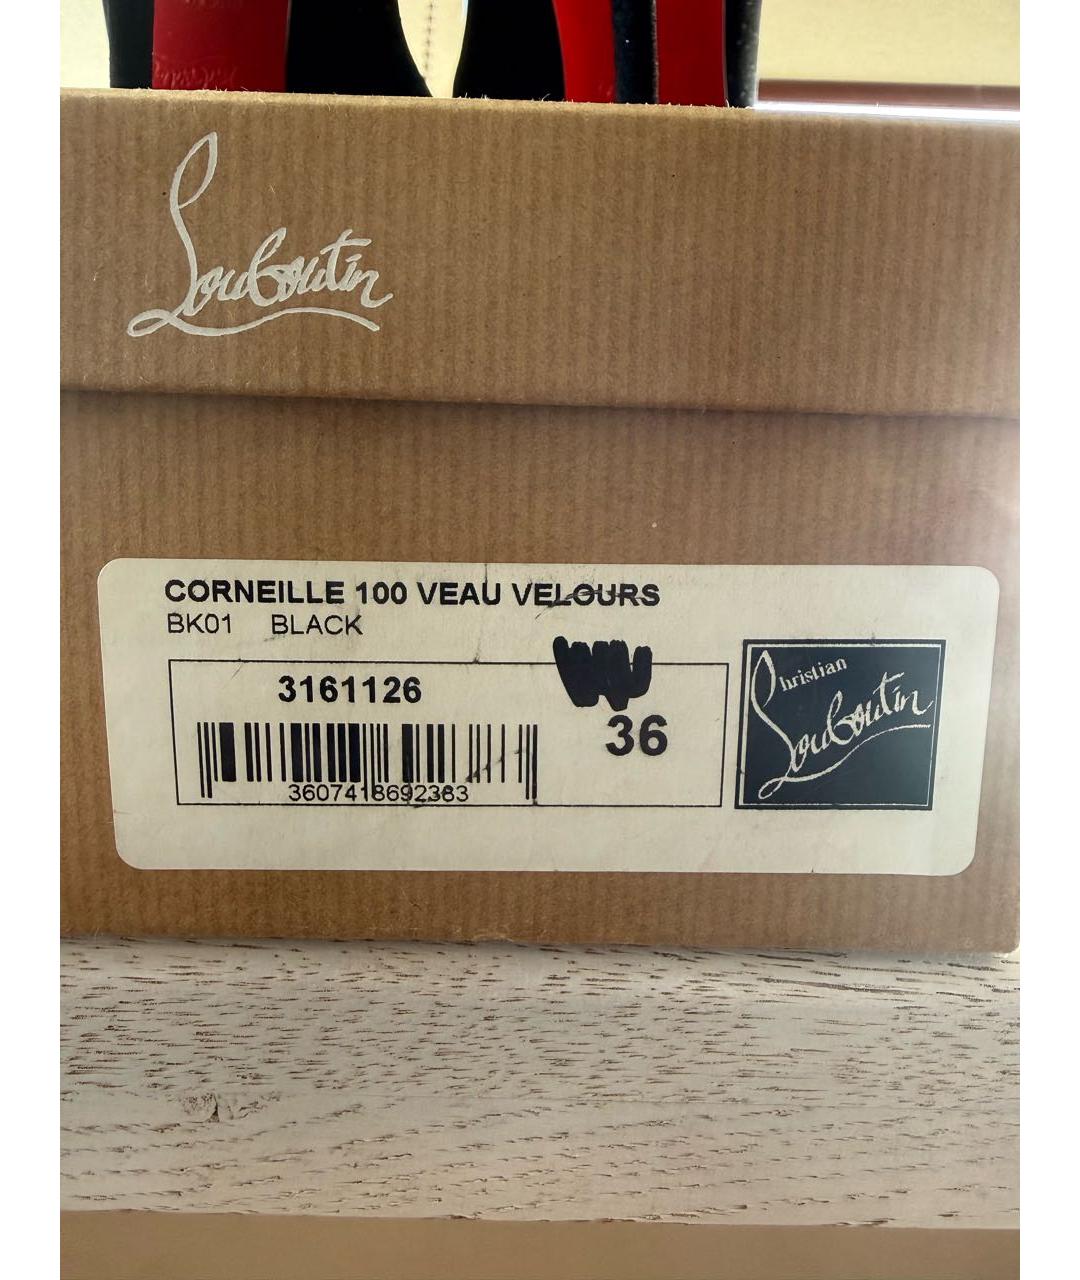 Louboutin
CORNEILLE 100 VEAU VELOURS
BK01 BLACK
3161126
36
3607418692363
Christian
Louboutin